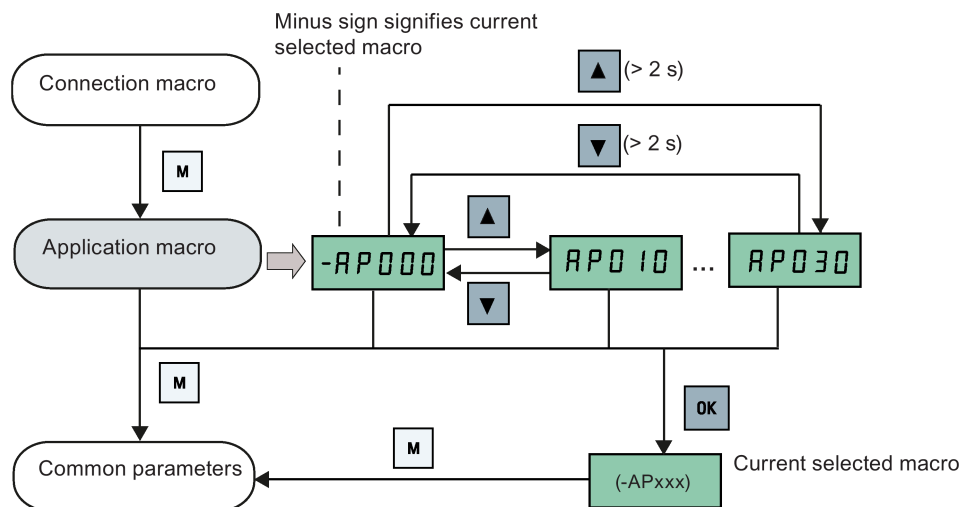 Minus sign signifies current
selected macro
Connection macro
▲ (> 2 s)
▼ (> 2 s)
M
▲
Application macro
-AP000
AP010
...
AP030
▼
M
OK
M
Common parameters
(-APxxx)
Current selected macro